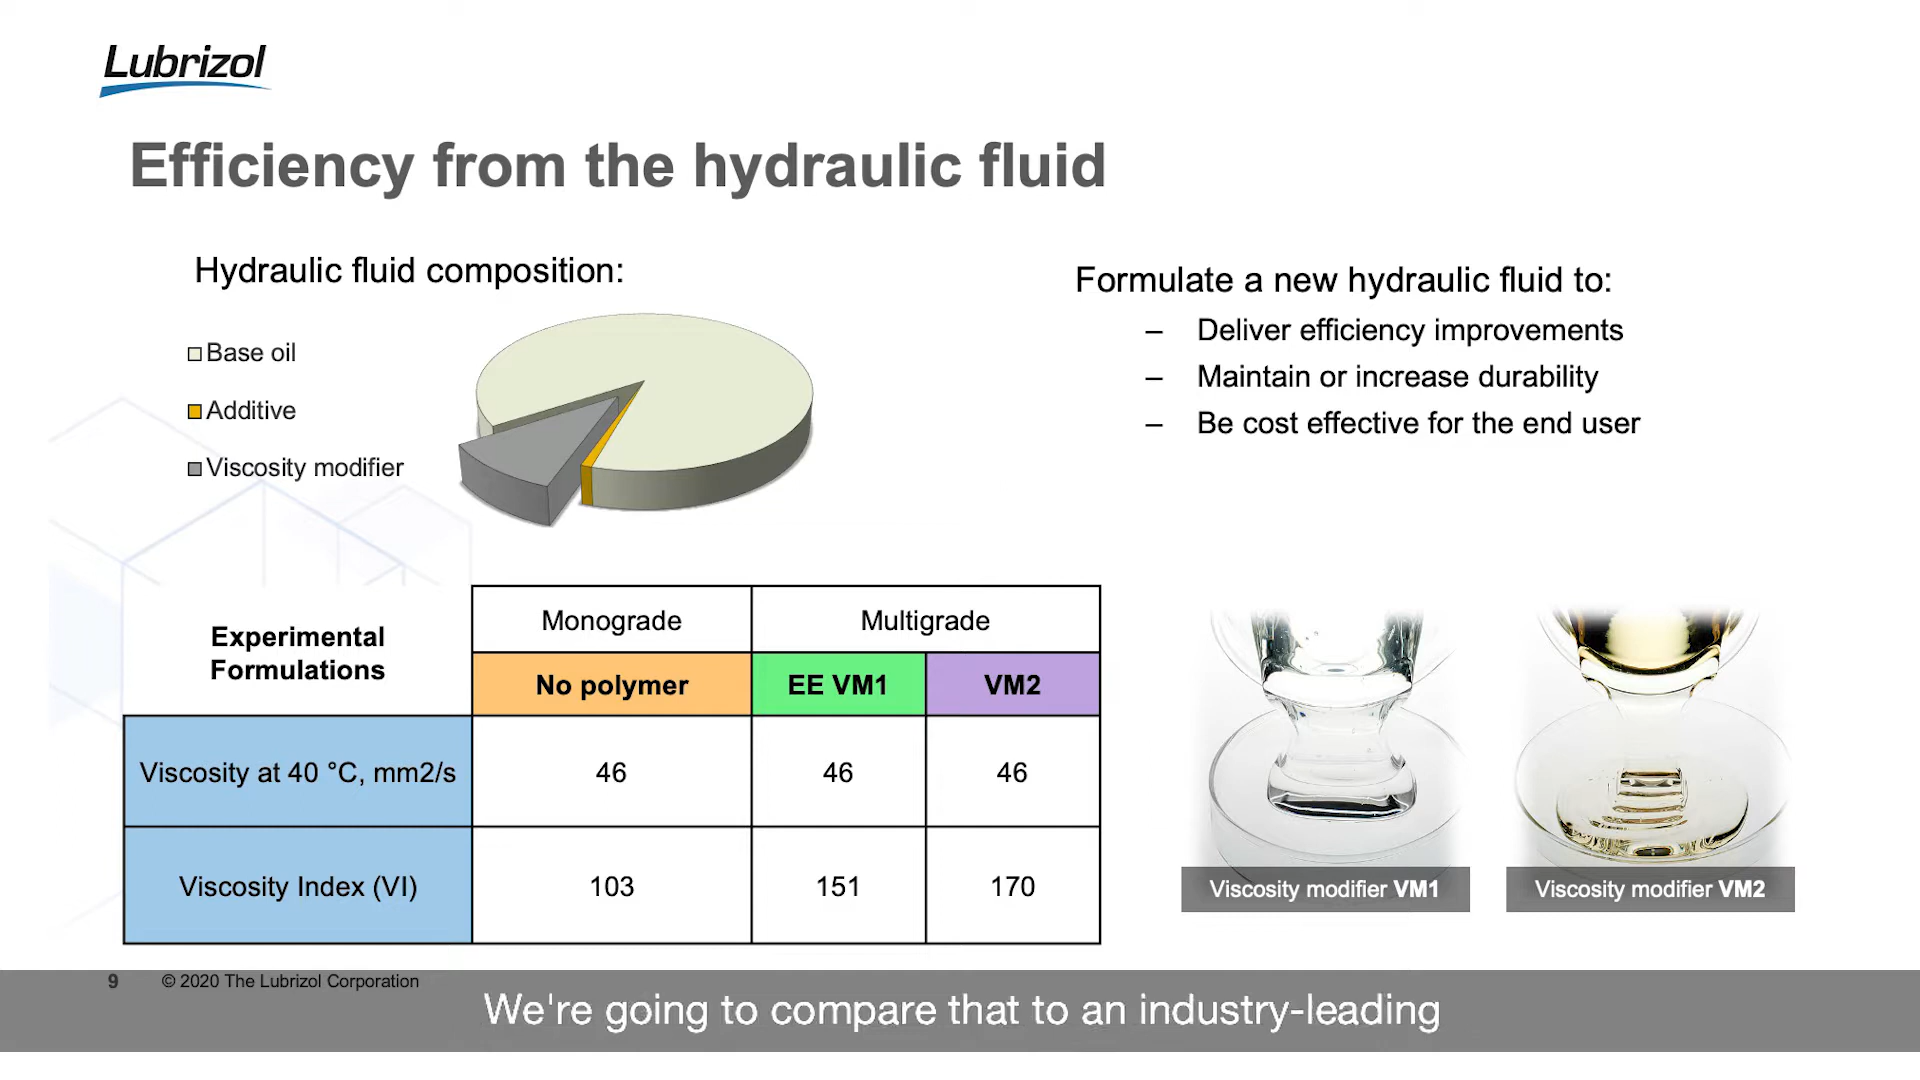 Lubrizol
Efficiency from the hydraulic fluid
Hydraulic fluid composition:
Base oil
Additive
Viscosity modifier
Formulate a new hydraulic fluid to:
– Deliver efficiency improvements
– Maintain or increase durability
– Be cost effective for the end user
Experimental
Formulations
Monograde
Multigrade
No polymer
EE VM1
VM2
Viscosity at 40 °C, mm2/s
46
46
46
Viscosity Index (VI)
103
151
170
Viscosity modifier VM1
Viscosity modifier VM2
9
© 2020 The Lubrizol Corporation
We're going to compare that to an industry-leading